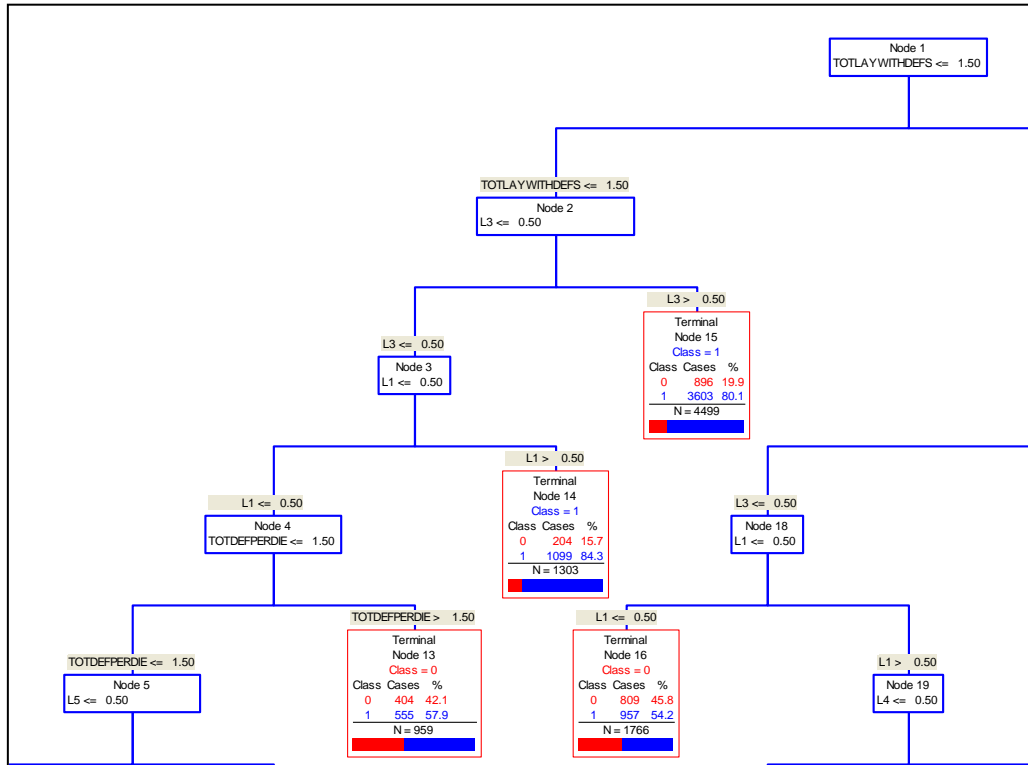 Node 1
TOTLAYWITHDEFS <= 1.50
TOTLAYWITHDEFS <= 1.50
Node 2
L3 <= 0.50
L3 > 0.50
Terminal
Node 15
Class = 1
Class Cases %
0 896 19.9
1 3603 80.1
N = 4499
L3 <= 0.50
Node 3
L1 <= 0.50
L1 > 0.50
Terminal
Node 14
Class = 1
Class Cases %
0 204 15.7
1 1099 84.3
N = 1303
L1 <= 0.50
Node 4
TOTDEFPERDIE <= 1.50
L3 <= 0.50
Node 18
L1 <= 0.50
TOTDEFPERDIE <= 1.50
Node 5
L5 <= 0.50
TOTDEFPERDIE > 1.50
Terminal
Node 13
Class = 0
Class Cases %
0 404 42.1
1 555 57.9
N = 959
L1 <= 0.50
Terminal
Node 16
Class = 0
Class Cases %
0 809 45.8
1 957 54.2
N = 1766
L1 > 0.50
Node 19
L4 <= 0.50